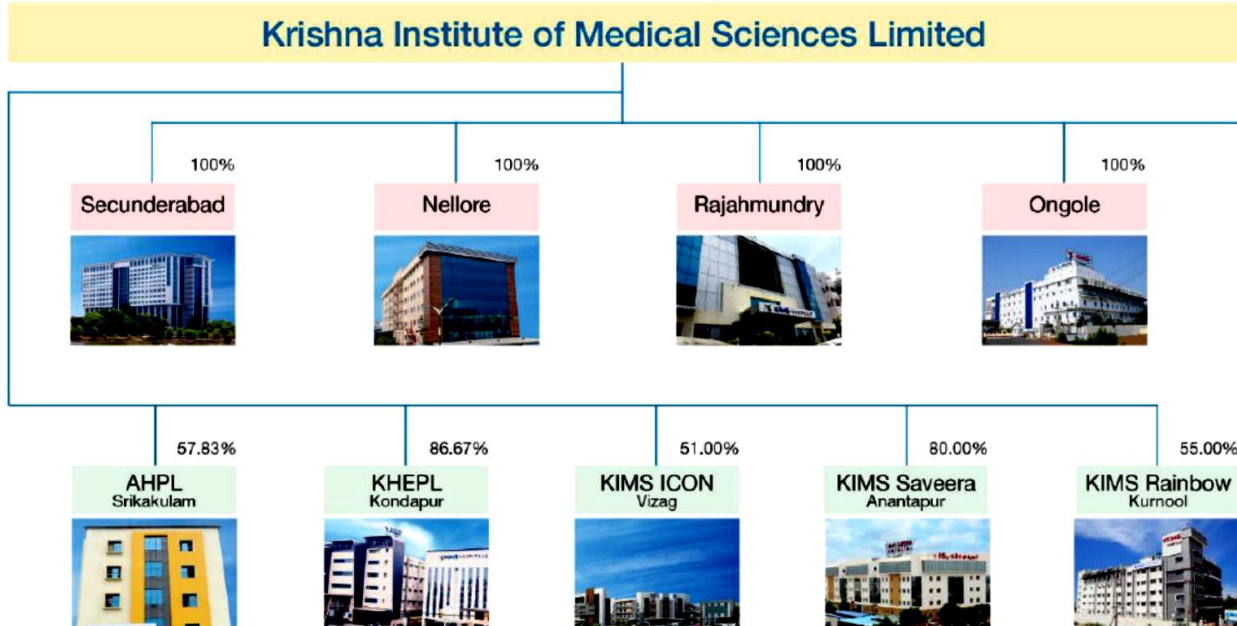 Krishna Institute of Medical Sciences Limited
100%
100%
100%
100%
Secunderabad
Nellore
Rajahmundry
Ongole
57.83%
86.67%
51.00%
80.00%
55.00%
AHPL
Srikakulam
KHEPL
Kondapur
KIMS ICON
Vizag
KIMS Saveera
Anantapur
KIMS Rainbow
Kurnool